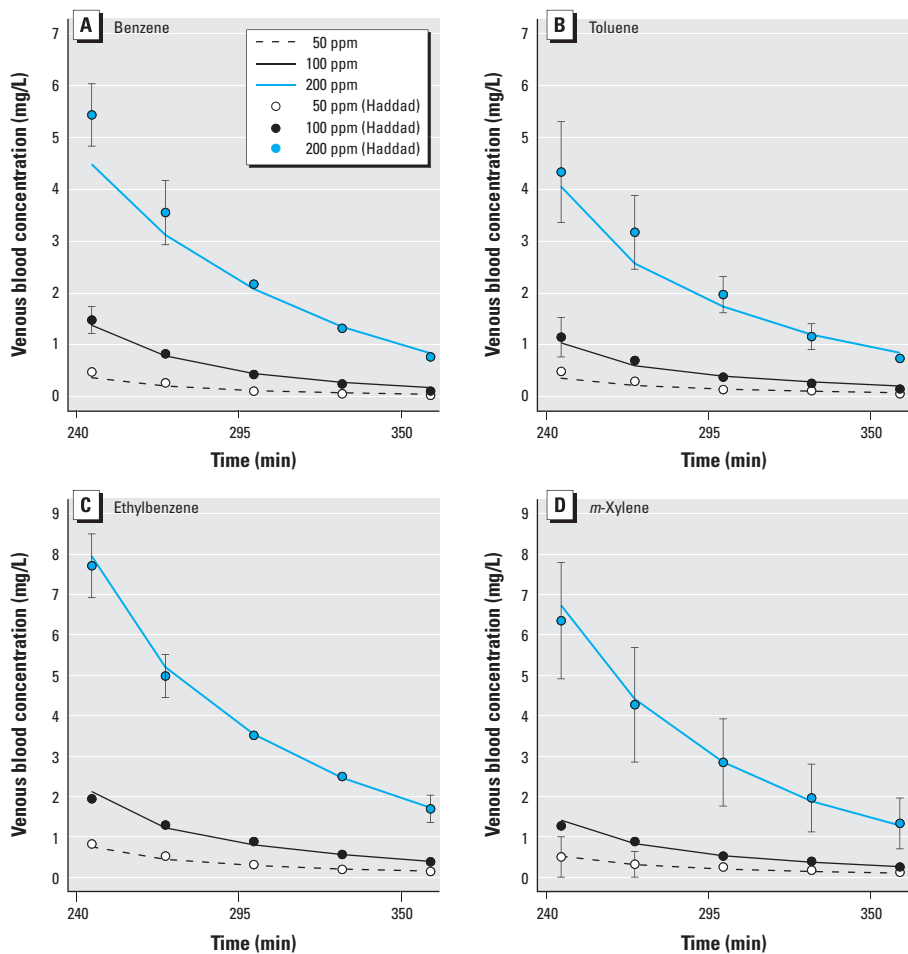 A Benzene
50 ppm
100 ppm
200 ppm
50 ppm (Haddad)
100 ppm (Haddad)
200 ppm (Haddad)
Venous blood concentration (mg/L)
7
6
5
4
3
2
1
0
240 295 350
Time (min)
B Toluene
Venous blood concentration (mg/L)
7
6
5
4
3
2
1
0
240 295 350
Time (min)
C Ethylbenzene
Venous blood concentration (mg/L)
9
8
7
6
5
4
3
2
1
0
240 295 350
Time (min)
D m-Xylene
Venous blood concentration (mg/L)
9
8
7
6
5
4
3
2
1
0
240 295 350
Time (min)